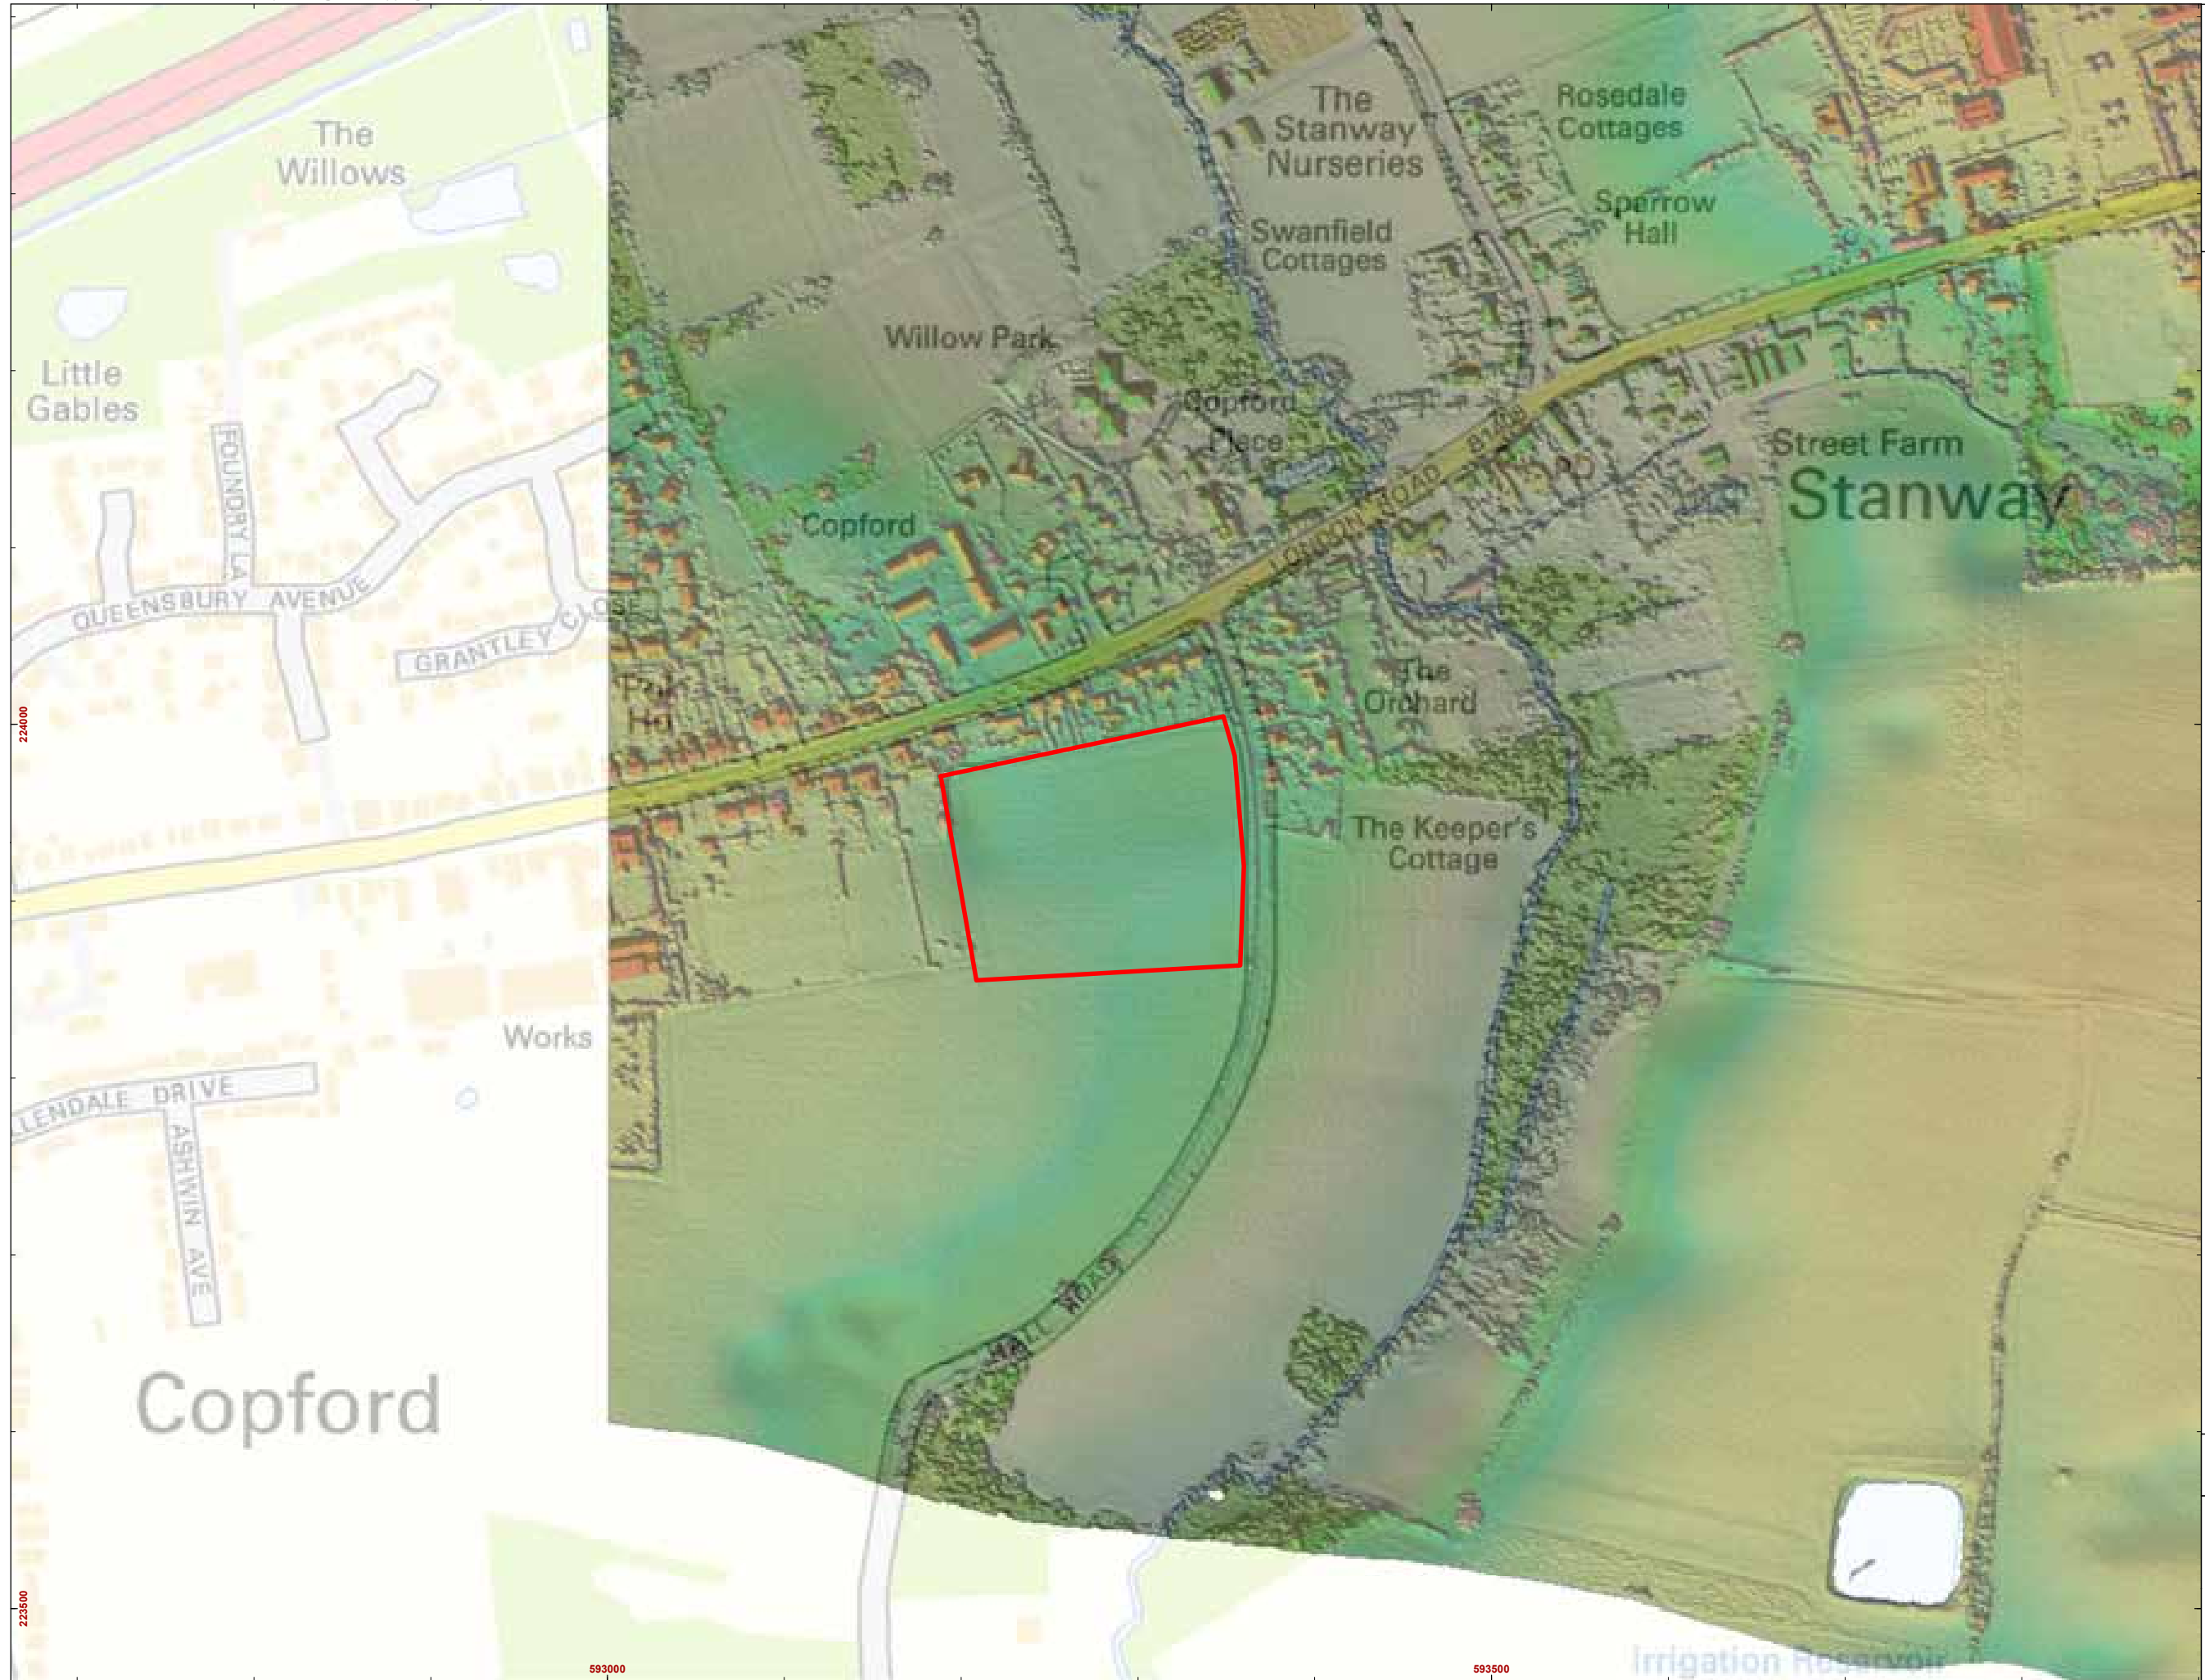 The
Willows
The
Stanway
Nurseries
Rosedale
Cottages
Sparrow
Hall
Swanfield
Cottages
Willow Park
Little
Gables
Copford
Place
LONDON ROAD B1408
Street Farm
Stanway
FOUNDRY LA
Copford
QUEENSBURY AVENUE
GRANTLEY CLOSE
The
Orchard
224000
The Keeper's
Cottage
Works
LLENDALE DRIVE
ASHWIN AVE
HALL ROAD
Copford
223500
593000
593500
Irrigation Reservoir